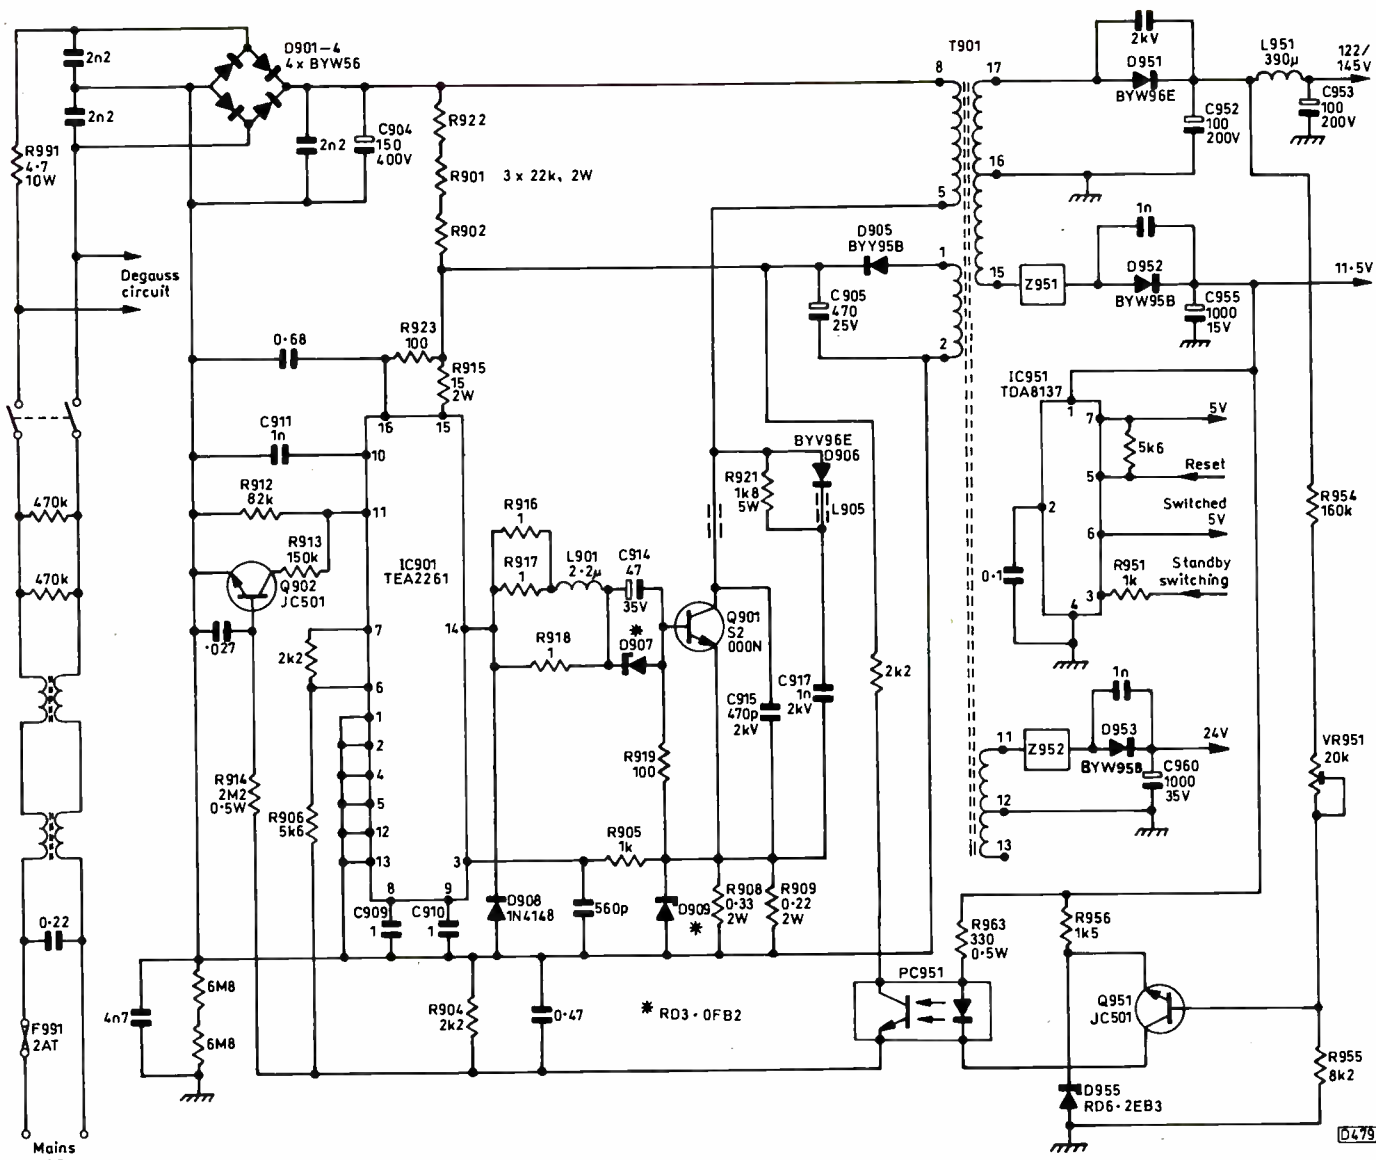 D901-4
4x BYW56
2n2
2n2
R991
4·7
10W
2n2
C904
150
400V
R922
R901
3 x 22k, 2W
R902
T901
8
17
2kV
D951
BYW96E
L951
390µ
122/
145V
C953
100
200V
C952
100
200V
16
5
Degauss
circuit
D905
BYY95B
1
C905
470
25V
2
15
Z951
1n
D952
BYW95B
11·5V
C955
1000
15V
0·68
R923
100
R915
15
2W
16
15
C911
1n
10
R912
82k
11
R913
150k
Q902
JC501
·027
IC901
TEA2261
470k
470k
7
2k2
6
1
2
4
5
12
13
14
3
8
9
R916
1
R917
1
L901
2·2µ
C914
47
35V
*
D907
R918
1
R919
100
Q901
S2
000N
BYV96E
D906
R921
1k8
5W
L905
C915
470p
2kV
C917
1n
2kV
2k2
IC951
TDA8137
1
7
5V
5k6
5
Reset
2
Switched
5V
6
R951
1k
Standby
switching
3
4
0·1
R954
160k
11
Z952
1n
D953
BYW95B
24V
C960
1000
35V
12
13
VR951
20k
R914
2M2
0·5W
R906
5k6
R905
1k
C909
1
C910
1
D908
1N4148
560p
D909
*
R908
0·33
2W
R909
0·22
2W
0·22
F991
2AT
Mains
4n7
6M8
6M8
R904
2k2
0·47
* RD3·0FB2
PC951
R963
330
0·5W
R956
1k5
Q951
JC501
D955
RD6·2EB3
R955
8k2
D479